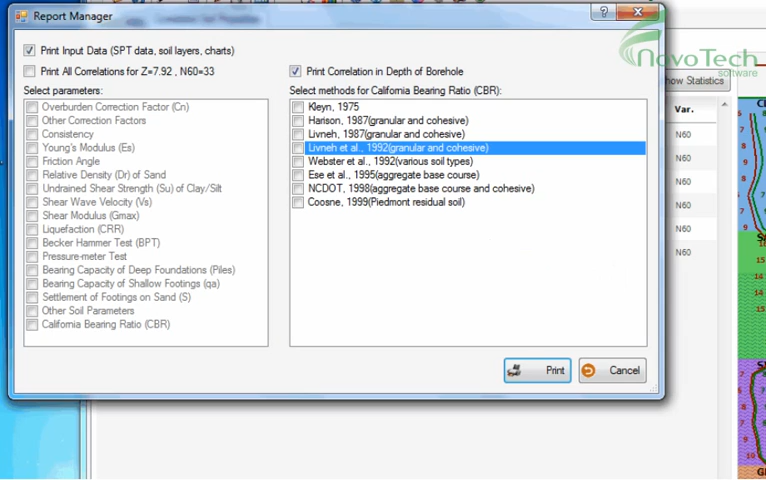 Report Manager
NovoTech
software
Print Input Data (SPT data, soil layers, charts)
Print All Correlations for Z=7.92 , N60=33
Print Correlation in Depth of Borehole
how Statistics
Select parameters:
Select methods for California Bearing Ratio (CBR):
Overburden Correction Factor (Cn)
Other Correction Factors
Consistency
Young's Modulus (Es)
Friction Angle
Relative Density (Dr) of Sand
Undrained Shear Strength (Su) of Clay/Silt
Shear Wave Velocity (Vs)
Shear Modulus (Gmax)
Liquefaction (CRR)
Becker Hammer Test (BPT)
Pressure-meter Test
Bearing Capacity of Deep Foundations (Piles)
Bearing Capacity of Shallow Footings (qa)
Settlement of Footings on Sand (S)
Other Soil Parameters
California Bearing Ratio (CBR)
Kleyn, 1975
Harison, 1987(granular and cohesive)
Livneh, 1987(granular and cohesive)
Livneh et al., 1992(granular and cohesive)
Webster et al., 1992(various soil types)
Ese et al., 1995(aggregate base course)
NCDOT, 1998(aggregate base course and cohesive)
Coosne, 1999(Piedmont residual soil)
Var.
N60
N60
N60
N60
N60
N60
Print
Cancel